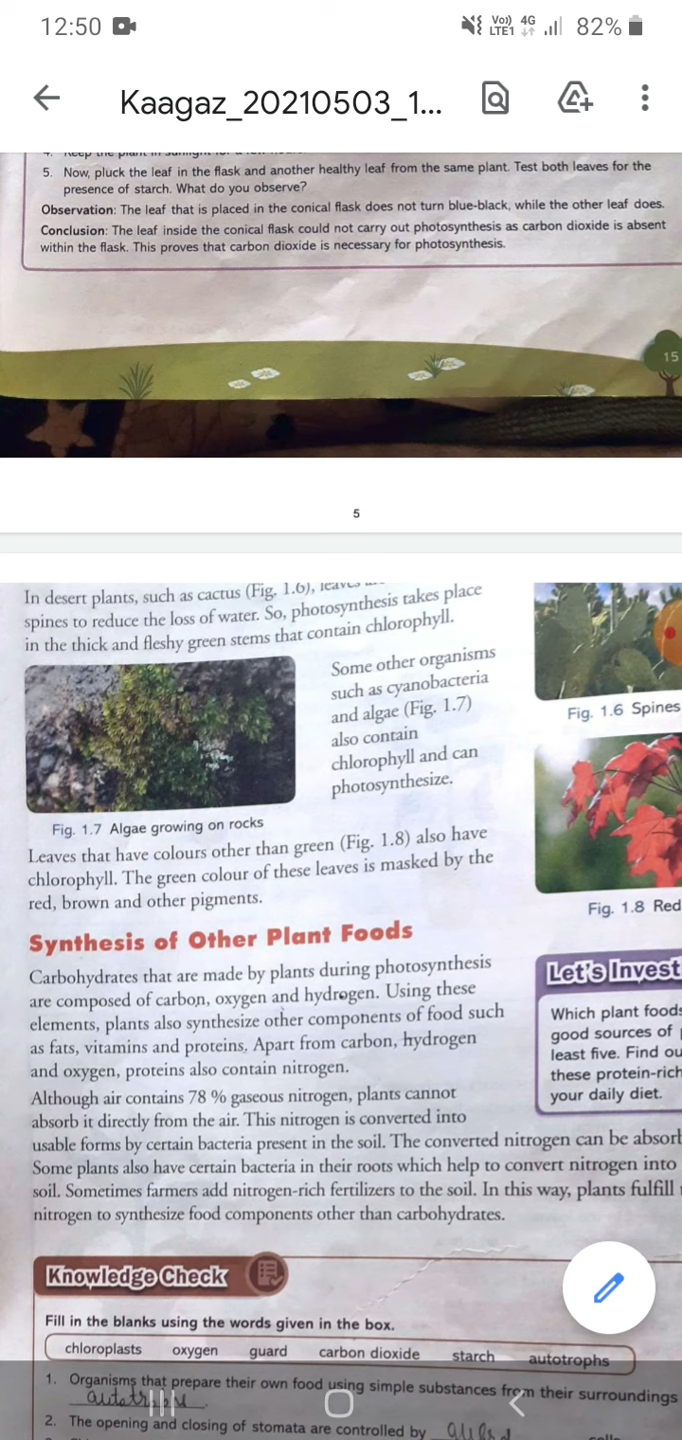 12:50
Vo)) 4G
LTE1
82%
Kaagaz_20210503_1...
5. Now, pluck the leaf in the flask and another healthy leaf from the same plant. Test both leaves for the
presence of starch. What do you observe?
Observation: The leaf that is placed in the conical flask does not turn blue-black, while the other leaf does.
Conclusion: The leaf inside the conical flask could not carry out photosynthesis as carbon dioxide is absent
within the flask. This proves that carbon dioxide is necessary for photosynthesis.
15
5
In desert plants, such as cactus (Fig. 1.6),
spines to reduce the loss of water. So, photosynthesis takes place
in the thick and fleshy green stems that contain chlorophyll.
Some other organisms
such as cyanobacteria
and algae (Fig. 1.7)
also contain
chlorophyll and can
photosynthesize.
Fig. 1.6 Spines
Fig. 1.7 Algae growing on rocks
Leaves that have colours other than green (Fig. 1.8) also have
chlorophyll. The green colour of these leaves is masked by the
red, brown and other pigments.
Fig. 1.8 Red
Synthesis of Other Plant Foods
Carbohydrates that are made by plants during photosynthesis
are composed of carbon, oxygen and hydrogen. Using these
elements, plants also synthesize other components of food such
as fats, vitamins and proteins. Apart from carbon, hydrogen
and oxygen, proteins also contain nitrogen.
Let's Invest
Which plant foods
good sources of
least five. Find ou
these protein-rich
your daily diet.
Although air contains 78 % gaseous nitrogen, plants cannot
absorb it directly from the air. This nitrogen is converted into
usable forms by certain bacteria present in the soil. The converted nitrogen can be absorb
Some plants also have certain bacteria in their roots which help to convert nitrogen into
soil. Sometimes farmers add nitrogen-rich fertilizers to the soil. In this way, plants fulfill
nitrogen to synthesize food components other than carbohydrates.
Knowledge Check
Fill in the blanks using the words given in the box.
chloroplasts oxygen guard carbon dioxide starch autotrophs
1. Organisms that prepare their own food using simple substances from their surroundings
2. The opening and closing of stomata are controlled by